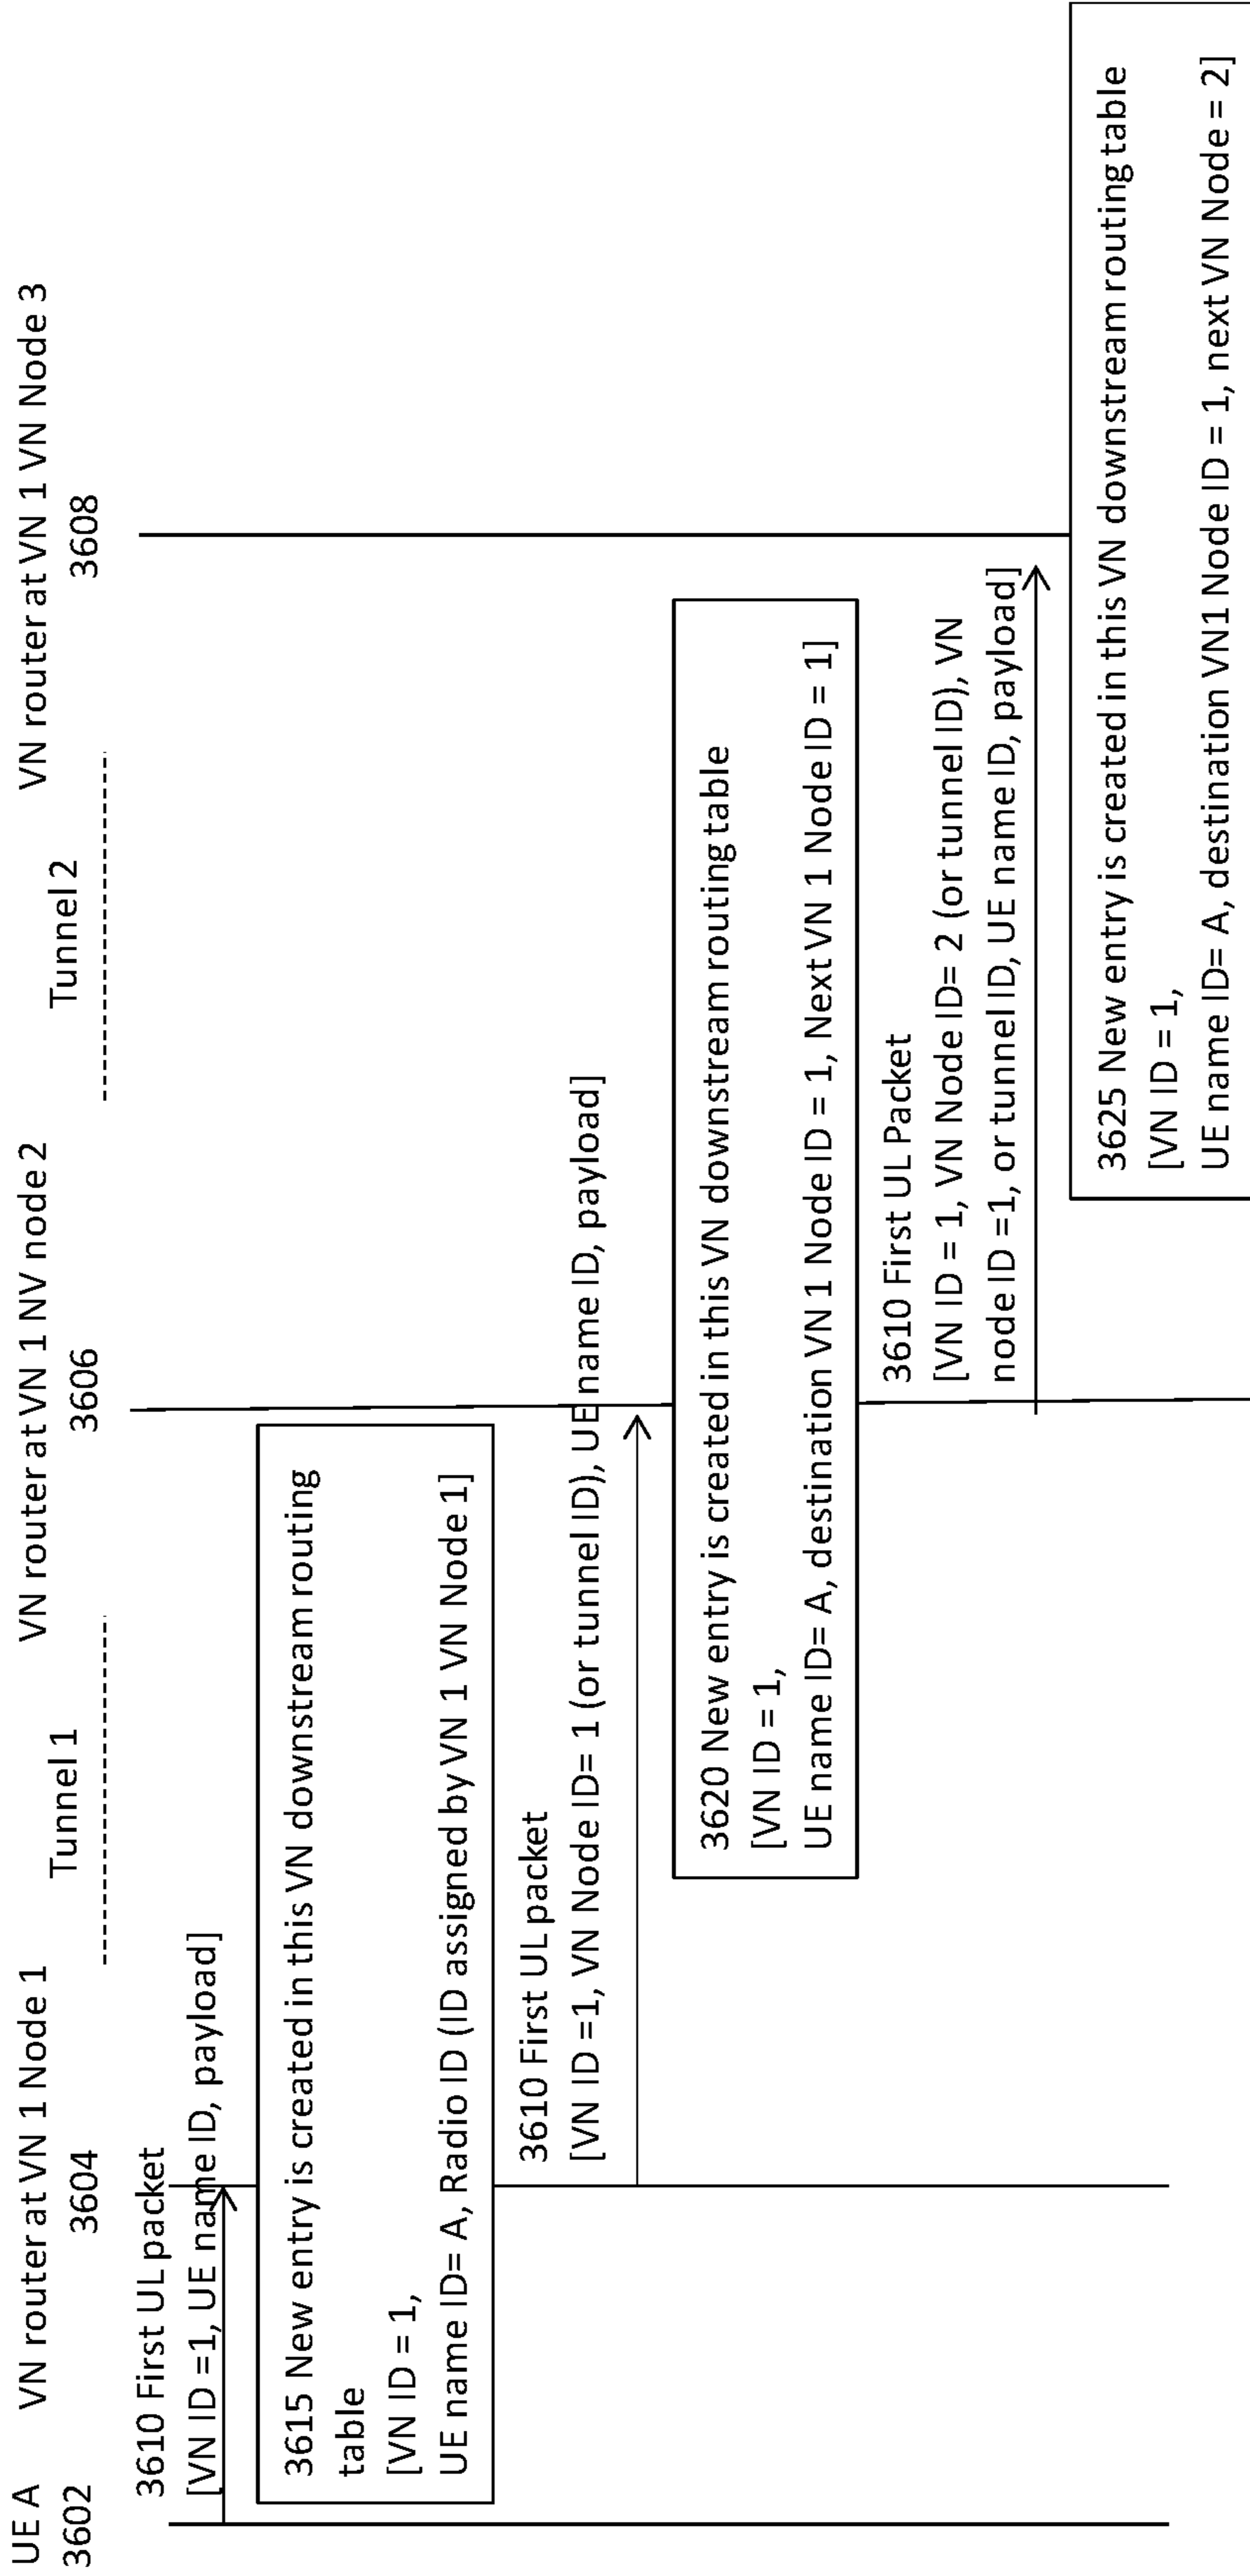 UE A
3602
VN router at VN 1 Node 1
3604
Tunnel 1
VN router at VN 1 NV node 2
3606
Tunnel 2
VN router at VN 1 VN Node 3
3608
3610 First UL packet
[VN ID =1, UE name ID, payload]
3615 New entry is created in this VN downstream routing
table
[VN ID = 1,
UE name ID= A, Radio ID (ID assigned by VN 1 VN Node 1]
3610 First UL packet
[VN ID =1, VN Node ID= 1 (or tunnel ID), UE name ID, payload]
3620 New entry is created in this VN downstream routing table
[VN ID = 1,
UE name ID= A, destination VN 1 Node ID = 1, Next VN 1 Node ID = 1]
3610 First UL Packet
[VN ID = 1, VN Node ID= 2 (or tunnel ID), VN
node ID =1, or tunnel ID, UE name ID, payload]
3625 New entry is created in this VN downstream routing table
[VN ID = 1,
UE name ID= A, destination VN1 Node ID = 1, next VN Node = 2]